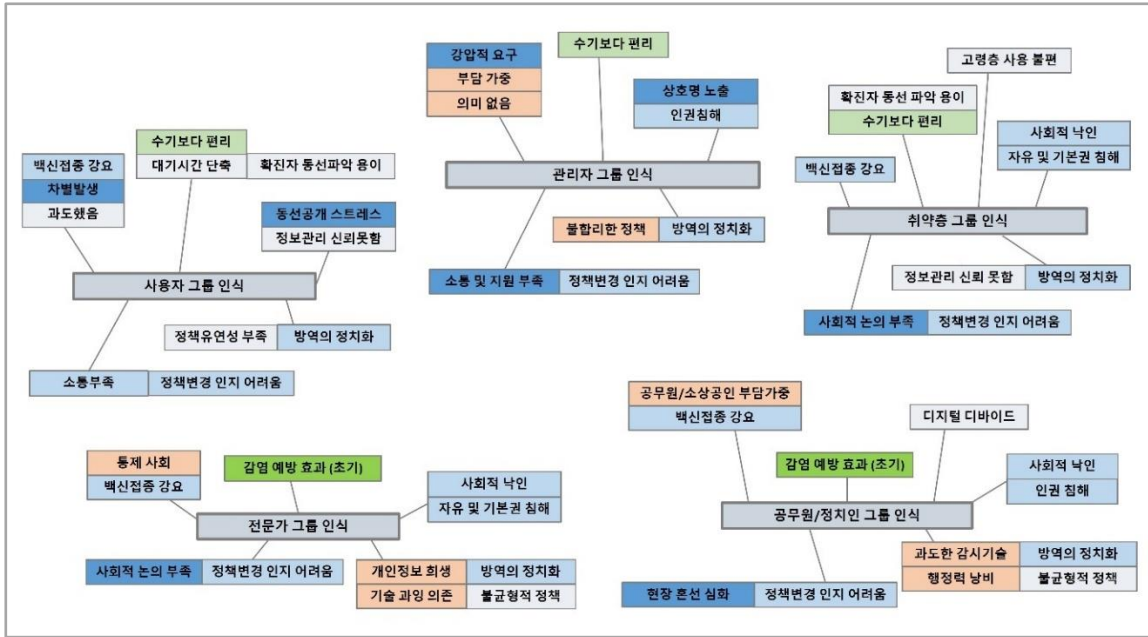 백신접종 강요
차별발생
과도했음
수기보다 편리
대기시간 단축 확진자 동선파악 용이
동선공개 스트레스
정보관리 신뢰못함
사용자 그룹 인식
정책유연성 부족 방역의 정치화
소통부족 정책변경 인지 어려움
강압적 요구
부담 가중
의미 없음
수기보다 편리
상호명 노출
인권침해
관리자 그룹 인식
불합리한 정책 방역의 정치화
소통 및 지원 부족 정책변경 인지 어려움
고령층 사용 불편
확진자 동선 파악 용이
수기보다 편리
사회적 낙인
자유 및 기본권 침해
백신접종 강요
취약층 그룹 인식
정보관리 신뢰 못함 방역의 정치화
사회적 논의 부족 정책변경 인지 어려움
통제 사회
백신접종 강요
감염 예방 효과 (초기)
사회적 낙인
자유 및 기본권 침해
전문가 그룹 인식
사회적 논의 부족 정책변경 인지 어려움
개인정보 희생 방역의 정치화
기술 과잉 의존 불균형적 정책
공무원/소상공인 부담가중
백신접종 강요
디지털 디바이드
감염 예방 효과 (초기)
사회적 낙인
인권 침해
공무원/정치인 그룹 인식
과도한 감시기술 방역의 정치화
행정력 낭비 불균형적 정책
현장 혼선 심화 정책변경 인지 어려움